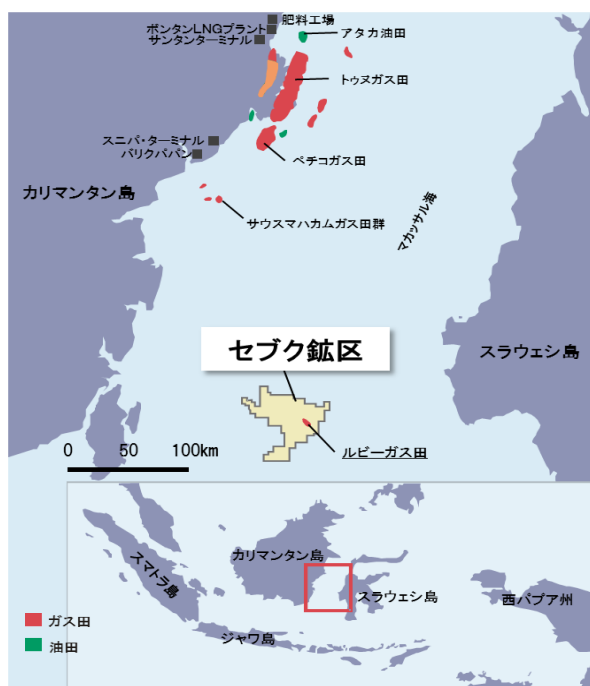 肥料工場
ボンタンLNGプラント
サンタンターミナル
アタカ油田
トゥヌガス田
スニパ・ターミナル
バリクパパン
ペチコガス田
カリマンタン島
サウスマハカムガス田群
マカッサル海
セブク鉱区
スラウェシ島
0 50 100km
ルビーガス田
カリマンタン島
スマトラ島
スラウェシ島
西パプア州
ガス田
油田
ジャワ島